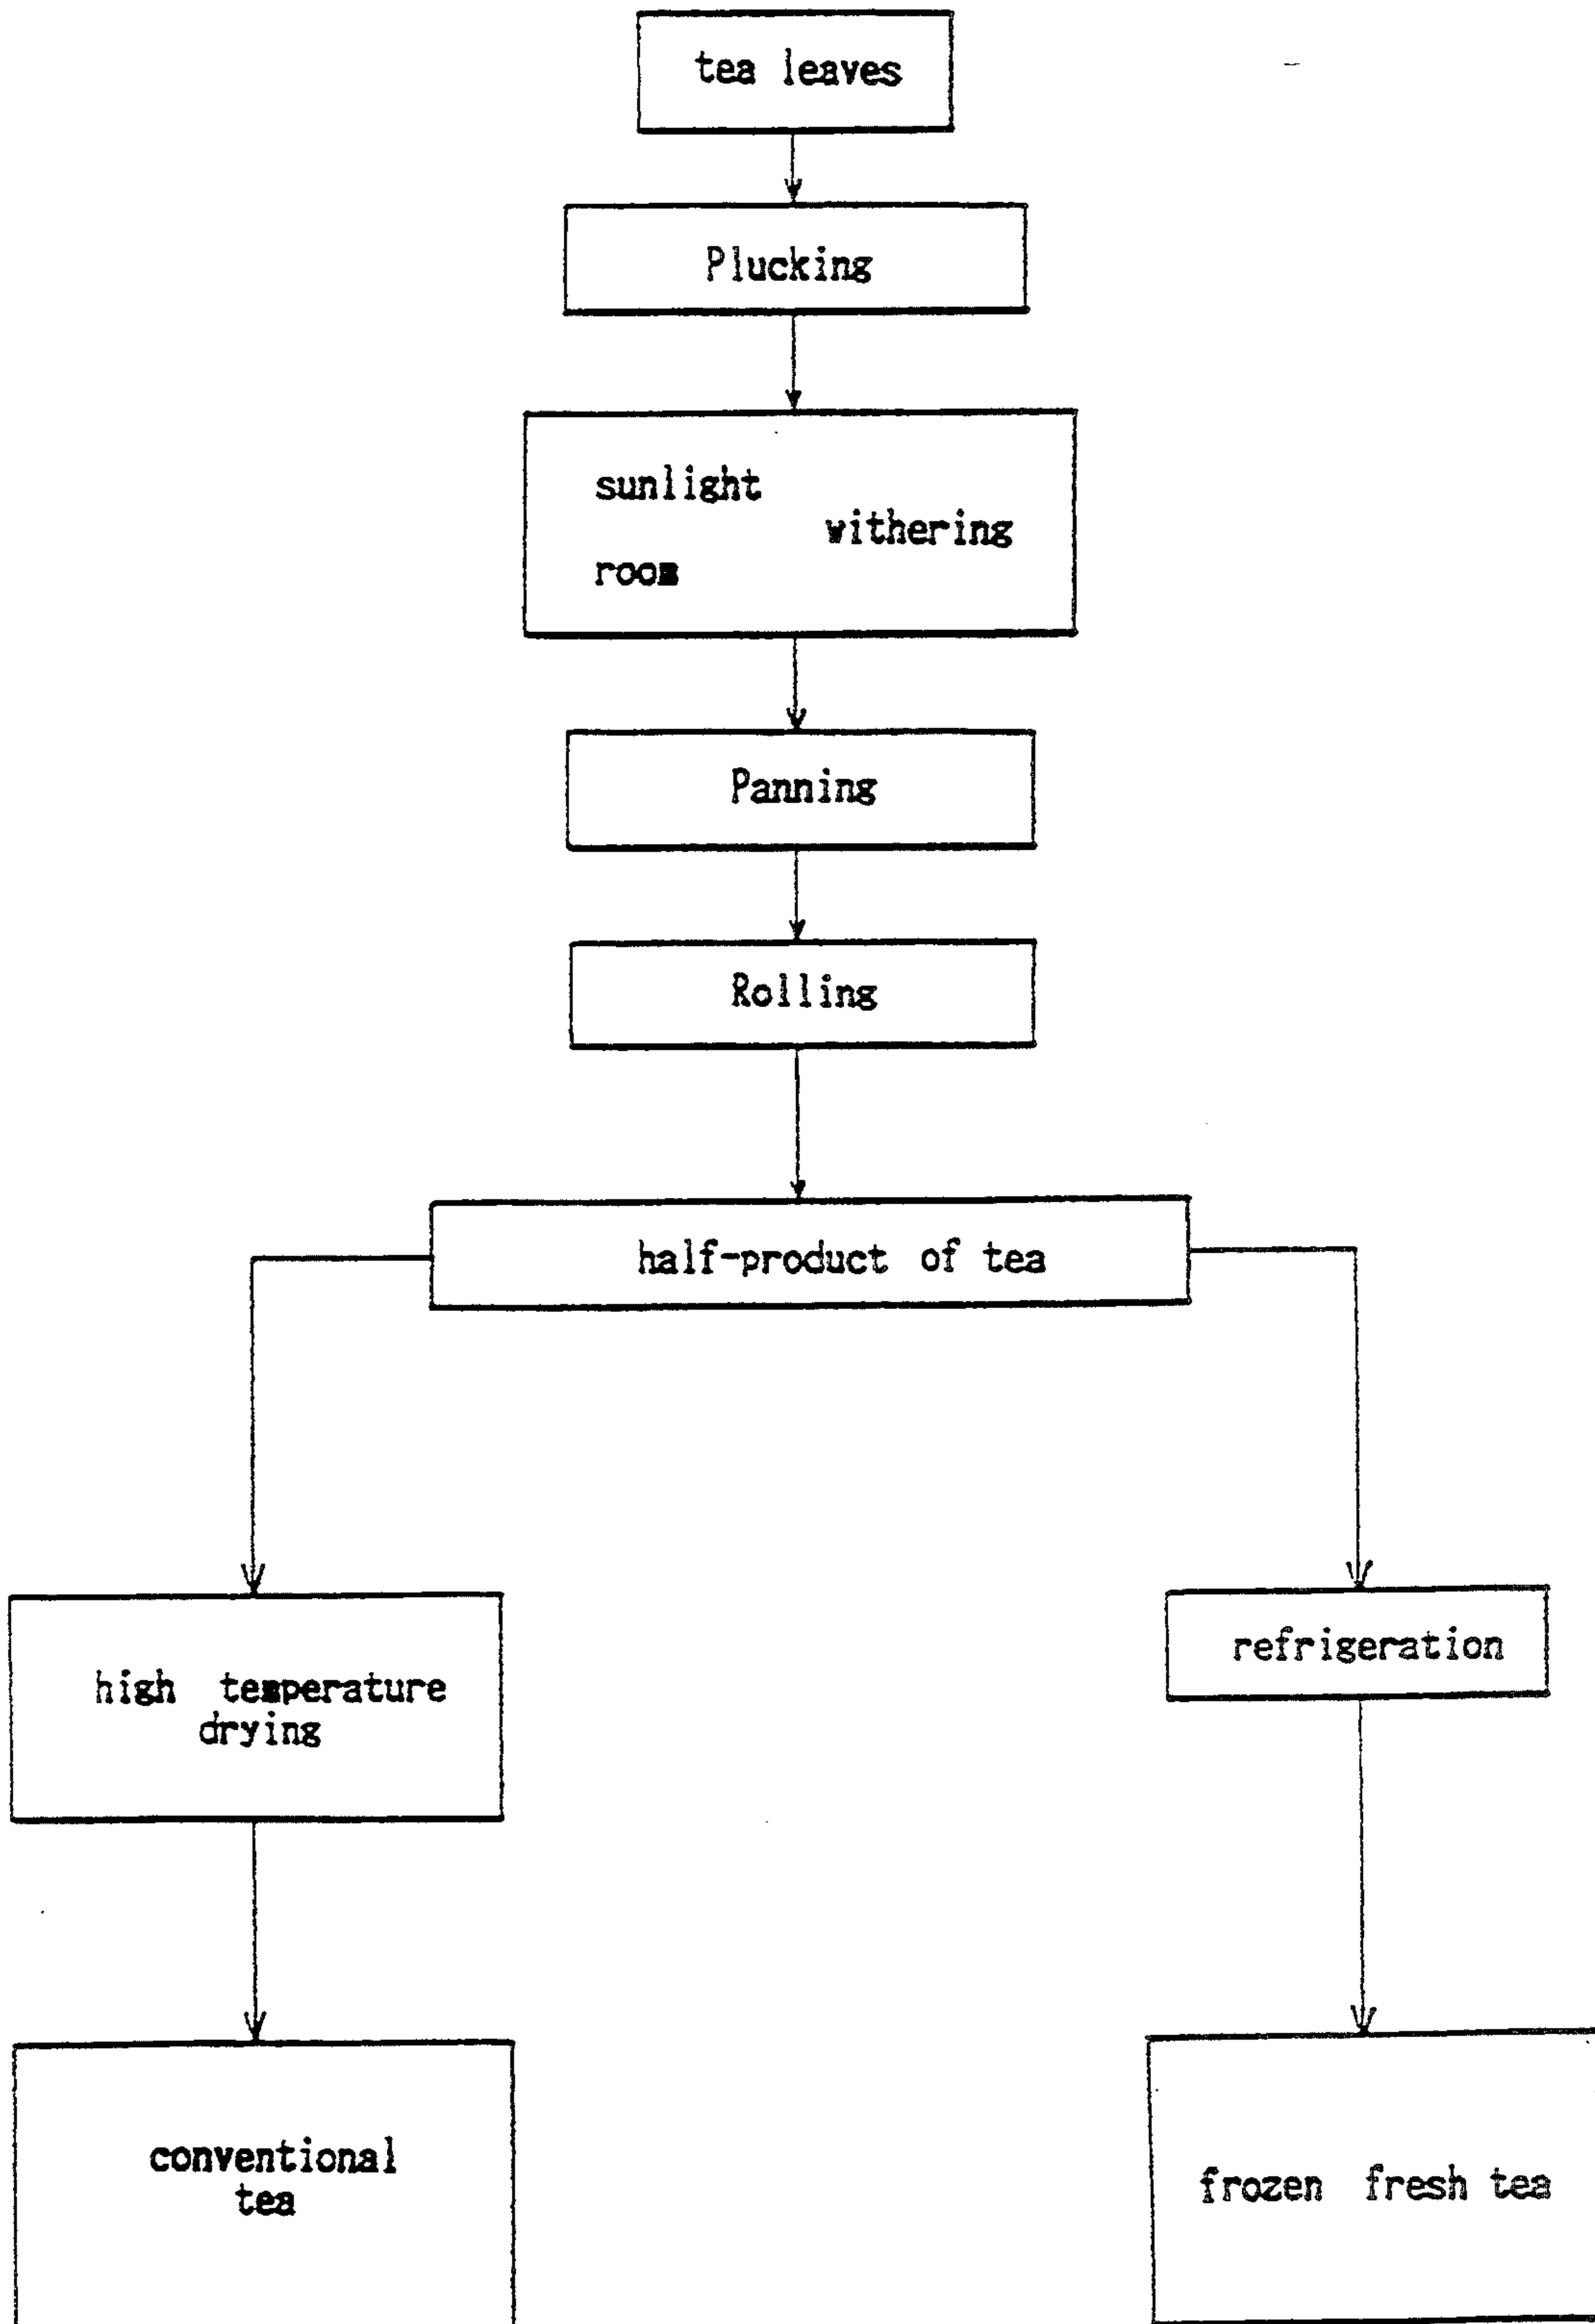 tea leaves
Plucking
sunlight
withering
room
Panning
Rolling
half-product of tea
high temperature
drying
refrigeration
conventional
tea
frozen fresh tea